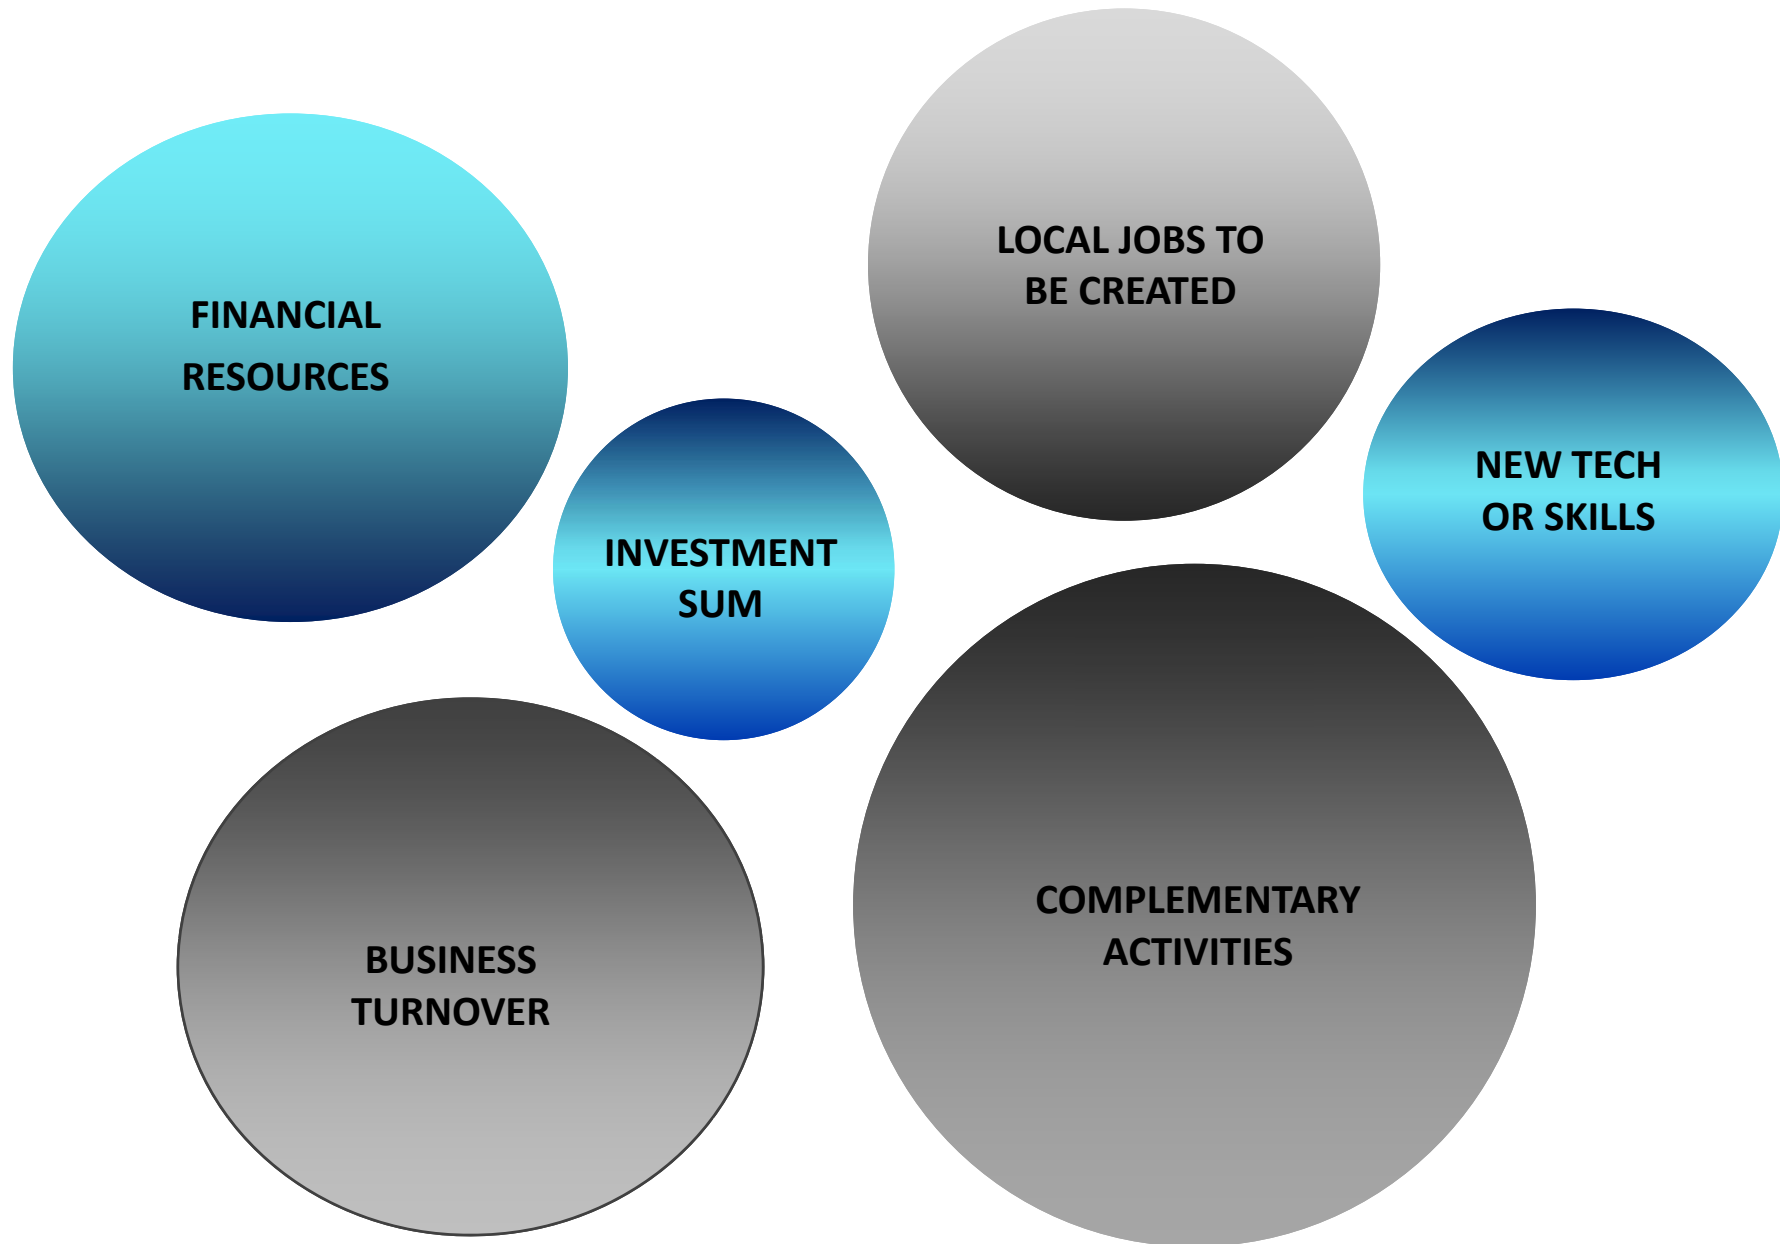 LOCAL JOBS TO
BE CREATED
FINANCIAL
RESOURCES
NEW TECH
OR SKILLS
INVESTMENT
SUM
COMPLEMENTARY
ACTIVITIES
BUSINESS
TURNOVER